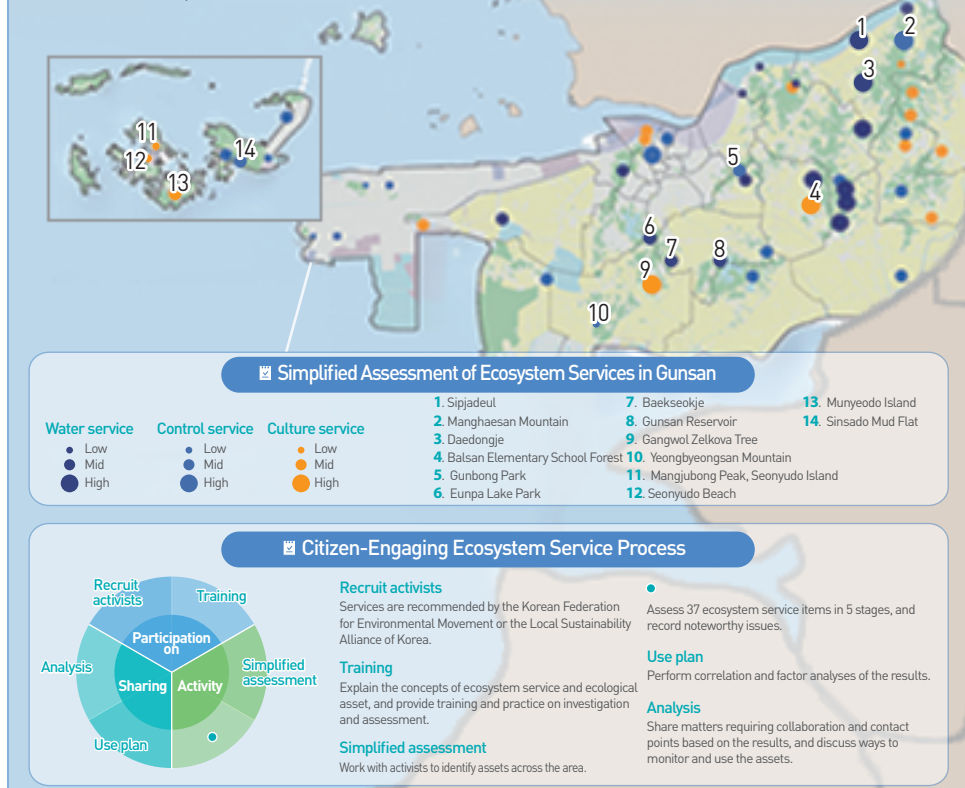 1
2
3
11
12
14
13
5
4
6
7
8
9
10
Simplified Assessment of Ecosystem Services in Gunsan
Water service
Low
Mid
High
Control service
Low
Mid
High
Culture service
Low
Mid
High
1. Sipjadeul
2. Manghaesan Mountain
3. Daedongje
4. Balsan Elementary School Forest
5. Gunbong Park
6. Eunpa Lake Park
7. Baekseokje
8. Gunsan Reservoir
9. Gangwol Zelkova Tree
10. Yeongbyeongsan Mountain
11. Mangjubong Peak, Seonyudo Island
12. Seonyudo Beach
13. Munyeodo Island
14. Sinsado Mud Flat
Citizen-Engaging Ecosystem Service Process
Recruit
activists
Training
Participation
on
Analysis
Sharing
Activity
Simplified
assessment
Use plan
Recruit activists
Services are recommended by the Korean Federation
for Environmental Movement or the Local Sustainability
Alliance of Korea.
Training
Explain the concepts of ecosystem service and ecological
asset, and provide training and practice on investigation
and assessment.
Simplified assessment
Work with activists to identify assets across the area.
Assess 37 ecosystem service items in 5 stages, and
record noteworthy issues.
Use plan
Perform correlation and factor analyses of the results.
Analysis
Share matters requiring collaboration and contact
points based on the results, and discuss ways to
monitor and use the assets.